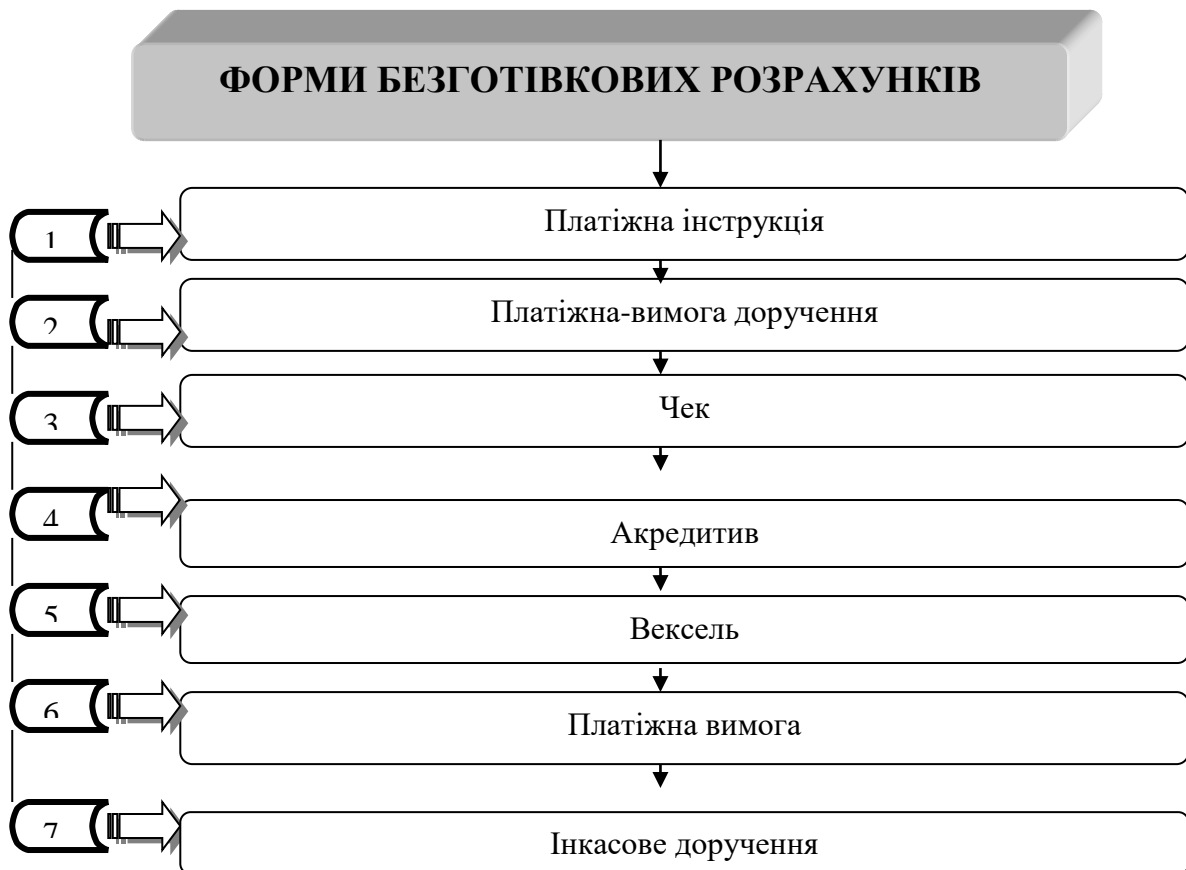 ФОРМИ БЕЗГОТІВКОВИХ РОЗРАХУНКІВ
1 Платіжна інструкція
2 Платіжна-вимога доручення
3 Чек
4 Акредитив
5 Вексель
6 Платіжна вимога
7 Інкасове доручення